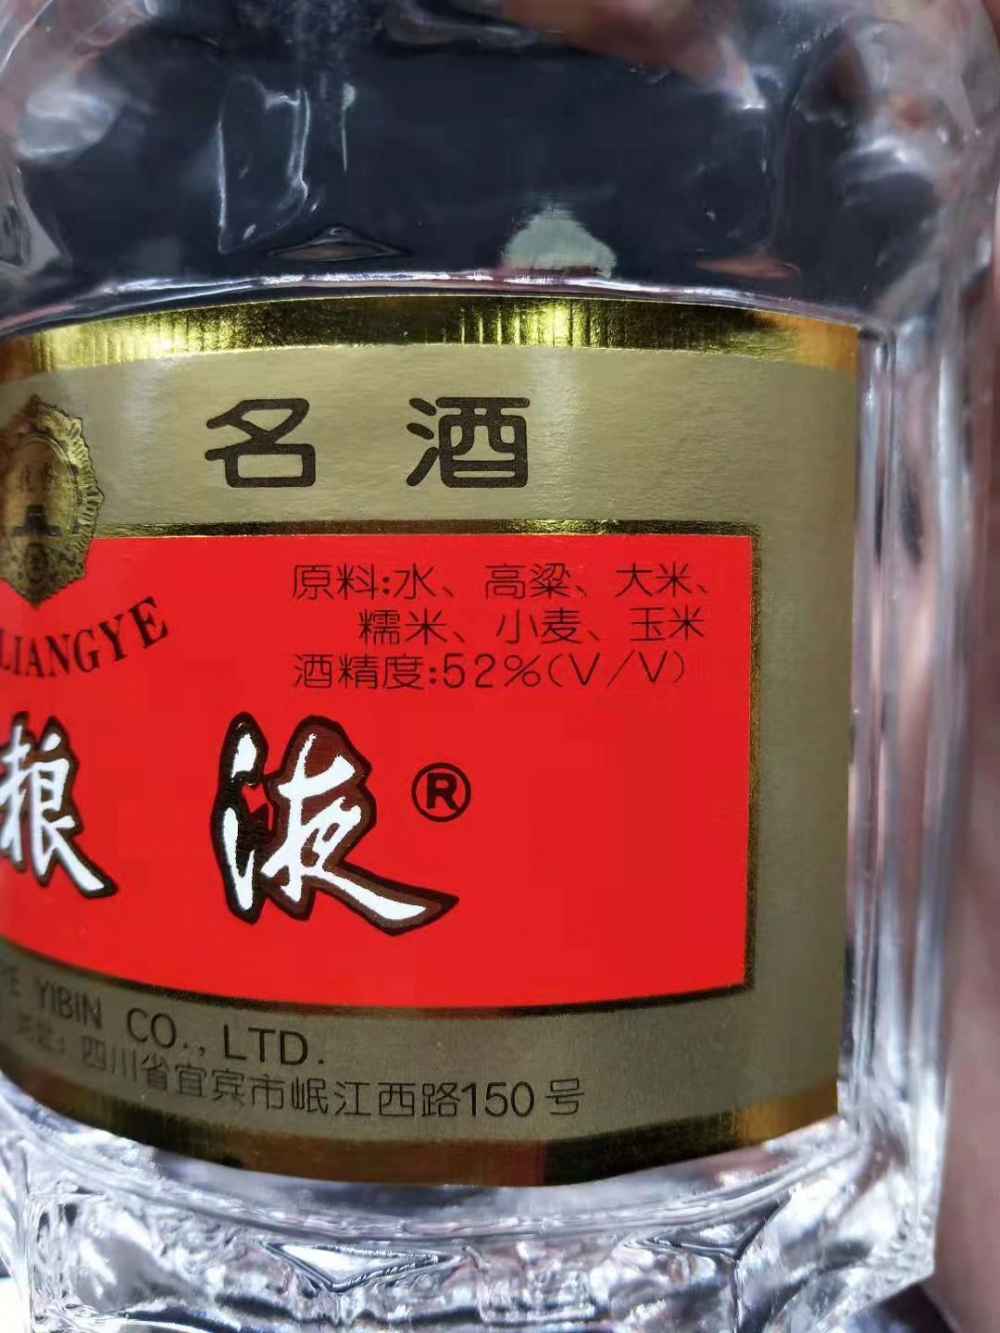 名酒
LIANGYE
原料:水、高粱、大米、
糯米、小麦、玉米
酒精度:52%(V/V)
粮液®
YIBIN CO., LTD.
四川省宜宾市岷江西路150号